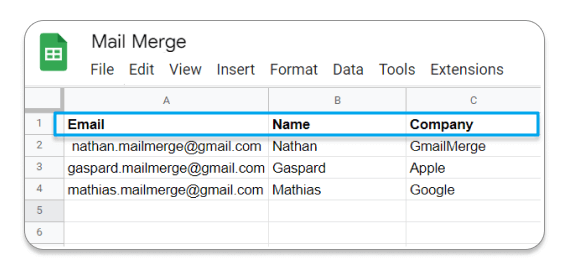 Mail Merge
File Edit View Insert Format Data Tools Extensions
A B C
1 Email Name Company
2 nathan.mailmerge@gmail.com Nathan GmailMerge
3 gaspard.mailmerge@gmail.com Gaspard Apple
4 mathias.mailmerge@gmail.com Mathias Google
5
6